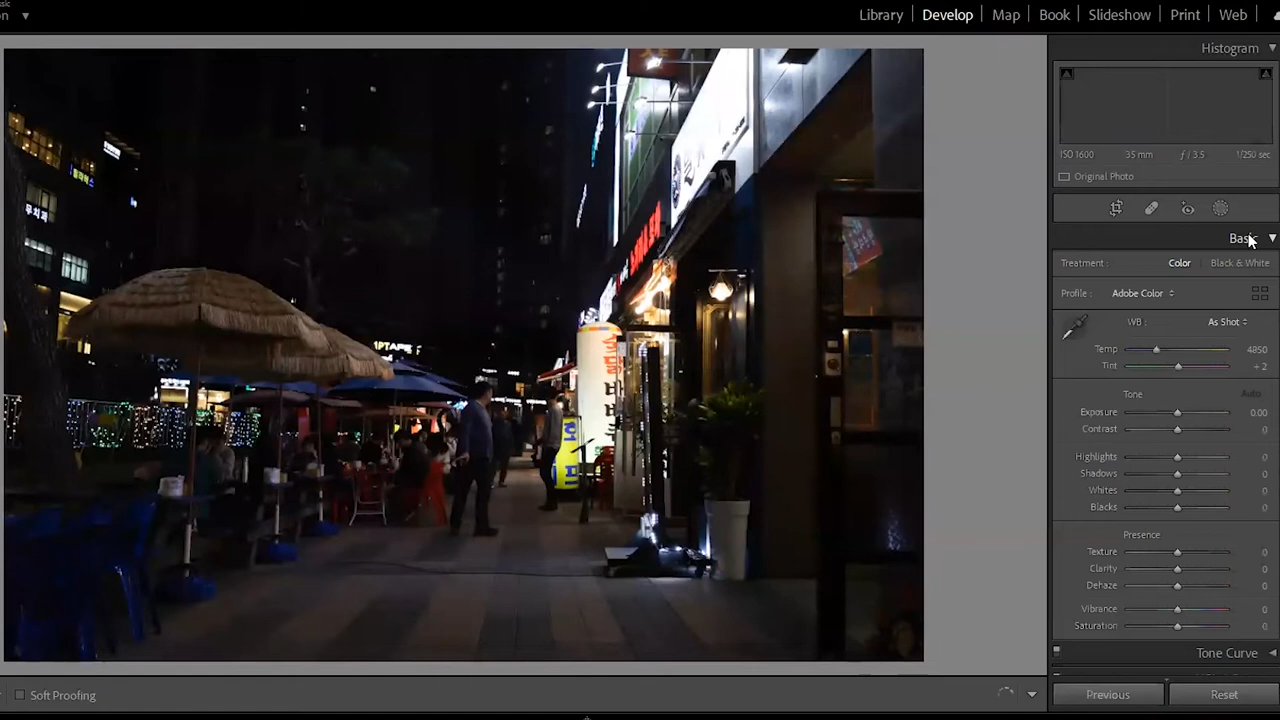 Library | Develop | Map | Book | Slideshow | Print | Web
Histogram
ISO 1600 35 mm ƒ / 3.5 1/250 sec
Original Photo
Basic
Treatment : Color Black & White
Profile : Adobe Color
WB : As Shot
Temp 4850
Tint + 2
Tone Auto
Exposure 0.00
Contrast 0
Highlights 0
Shadows 0
Whites 0
Blacks 0
Presence
Texture 0
Clarity 0
Dehaze 0
Vibrance 0
Saturation 0
Tone Curve
Previous Reset
Soft Proofing